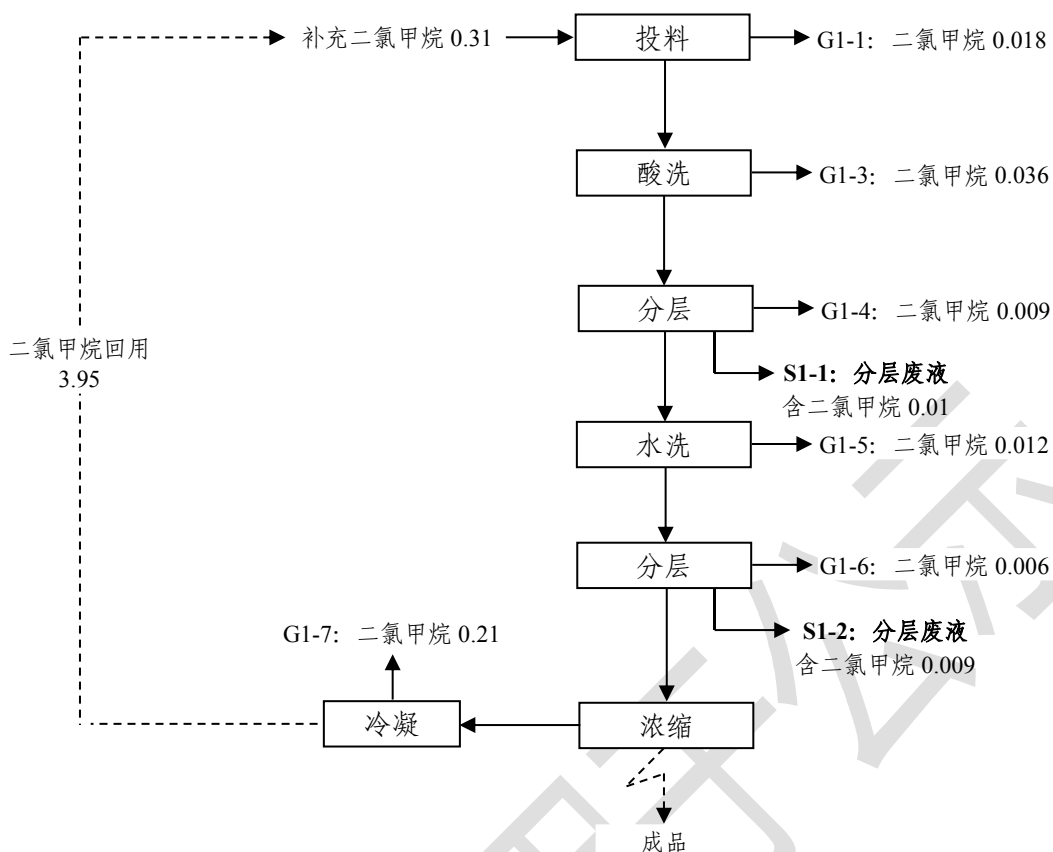 补充二氯甲烷 0.31
投料
G1-1：二氯甲烷 0.018
酸洗
G1-3：二氯甲烷 0.036
分层
G1-4：二氯甲烷 0.009
二氯甲烷回用
3.95
S1-1：分层废液
含二氯甲烷 0.01
水洗
G1-5：二氯甲烷 0.012
分层
G1-6：二氯甲烷 0.006
G1-7：二氯甲烷 0.21
S1-2：分层废液
含二氯甲烷 0.009
冷凝
浓缩
成品
于公示